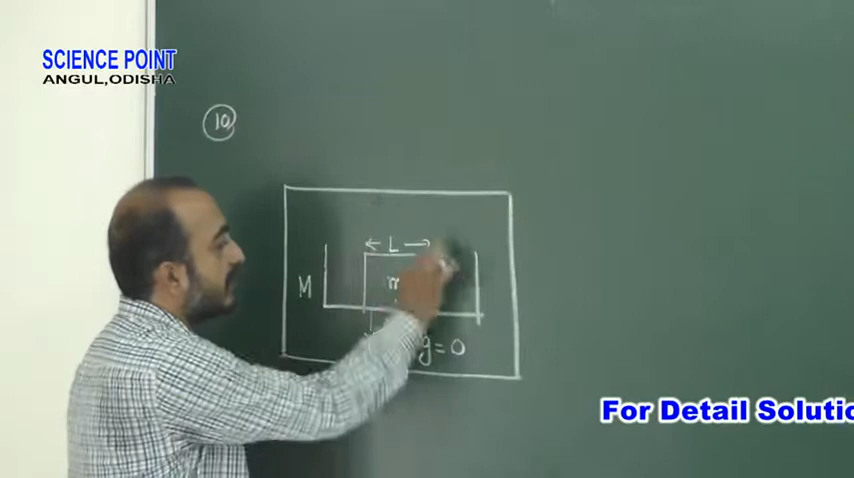 SCIENCE POINT
ANGUL,ODISHA
10
← L →
M
m
g=0
For Detail Solutio